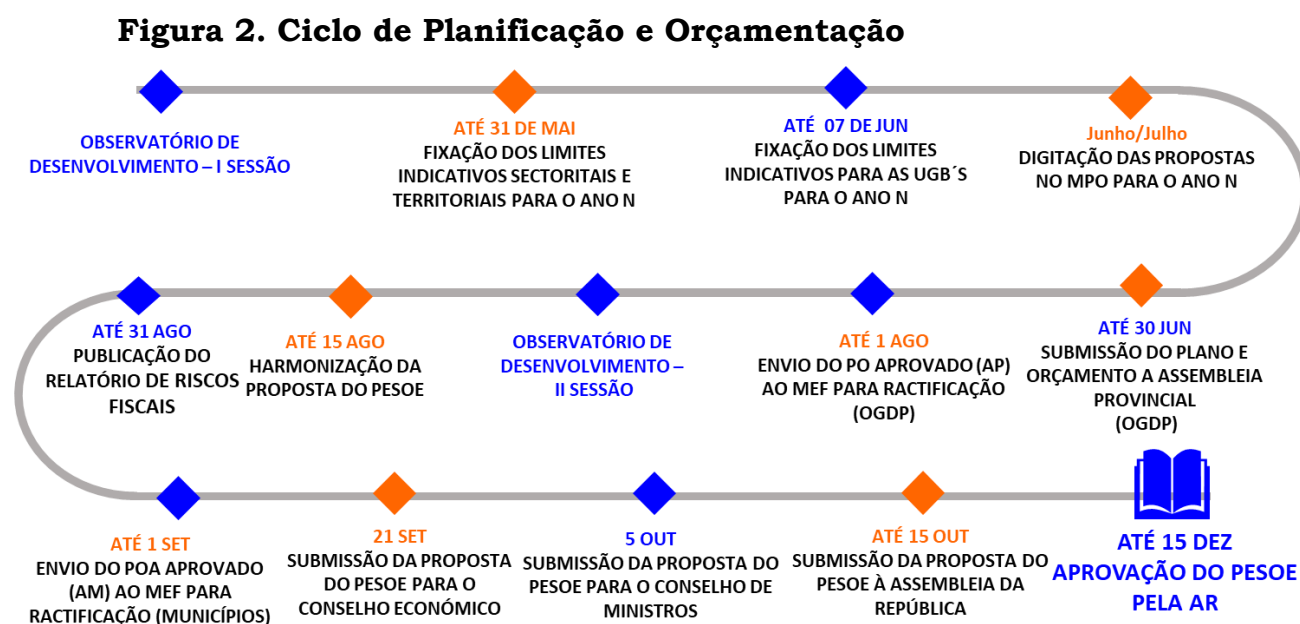 Figura 2. Ciclo de Planificação e Orçamentação
OBSERVATÓRIO DE
DESENVOLVIMENTO – I SESSÃO
ATÉ 31 DE MAI
FIXAÇÃO DOS LIMITES
INDICATIVOS SECTORITAIS E
TERRITORIAIS PARA O ANO N
ATÉ 07 DE JUN
FIXAÇÃO DOS LIMITES
INDICATIVOS PARA AS UGB´S
PARA O ANO N
Junho/Julho
DIGITAÇÃO DAS PROPOSTAS
NO MPO PARA O ANO N
ATÉ 30 JUN
SUBMISSÃO DO PLANO E
ORÇAMENTO A ASSEMBLEIA
PROVINCIAL
(OGDP)
ATÉ 1 AGO
ENVIO DO PO APROVADO (AP)
AO MEF PARA RACTIFICAÇÃO
(OGDP)
OBSERVATÓRIO DE
DESENVOLVIMENTO –
II SESSÃO
ATÉ 15 AGO
HARMONIZAÇÃO DA
PROPOSTA DO PESOE
ATÉ 31 AGO
PUBLICAÇÃO DO
RELATÓRIO DE RISCOS
FISCAIS
ATÉ 1 SET
ENVIO DO POA APROVADO
(AM) AO MEF PARA
RACTIFICAÇÃO (MUNICÍPIOS)
21 SET
SUBMISSÃO DA PROPOSTA
DO PESOE PARA O
CONSELHO ECONÓMICO
5 OUT
SUBMISSÃO DA PROPOSTA DO
PESOE PARA O CONSELHO DE
MINISTROS
ATÉ 15 OUT
SUBMISSÃO DA PROPOSTA DO
PESOE À ASSEMBLEIA DA
REPÚBLICA
ATÉ 15 DEZ
APROVAÇÃO DO PESOE
PELA AR